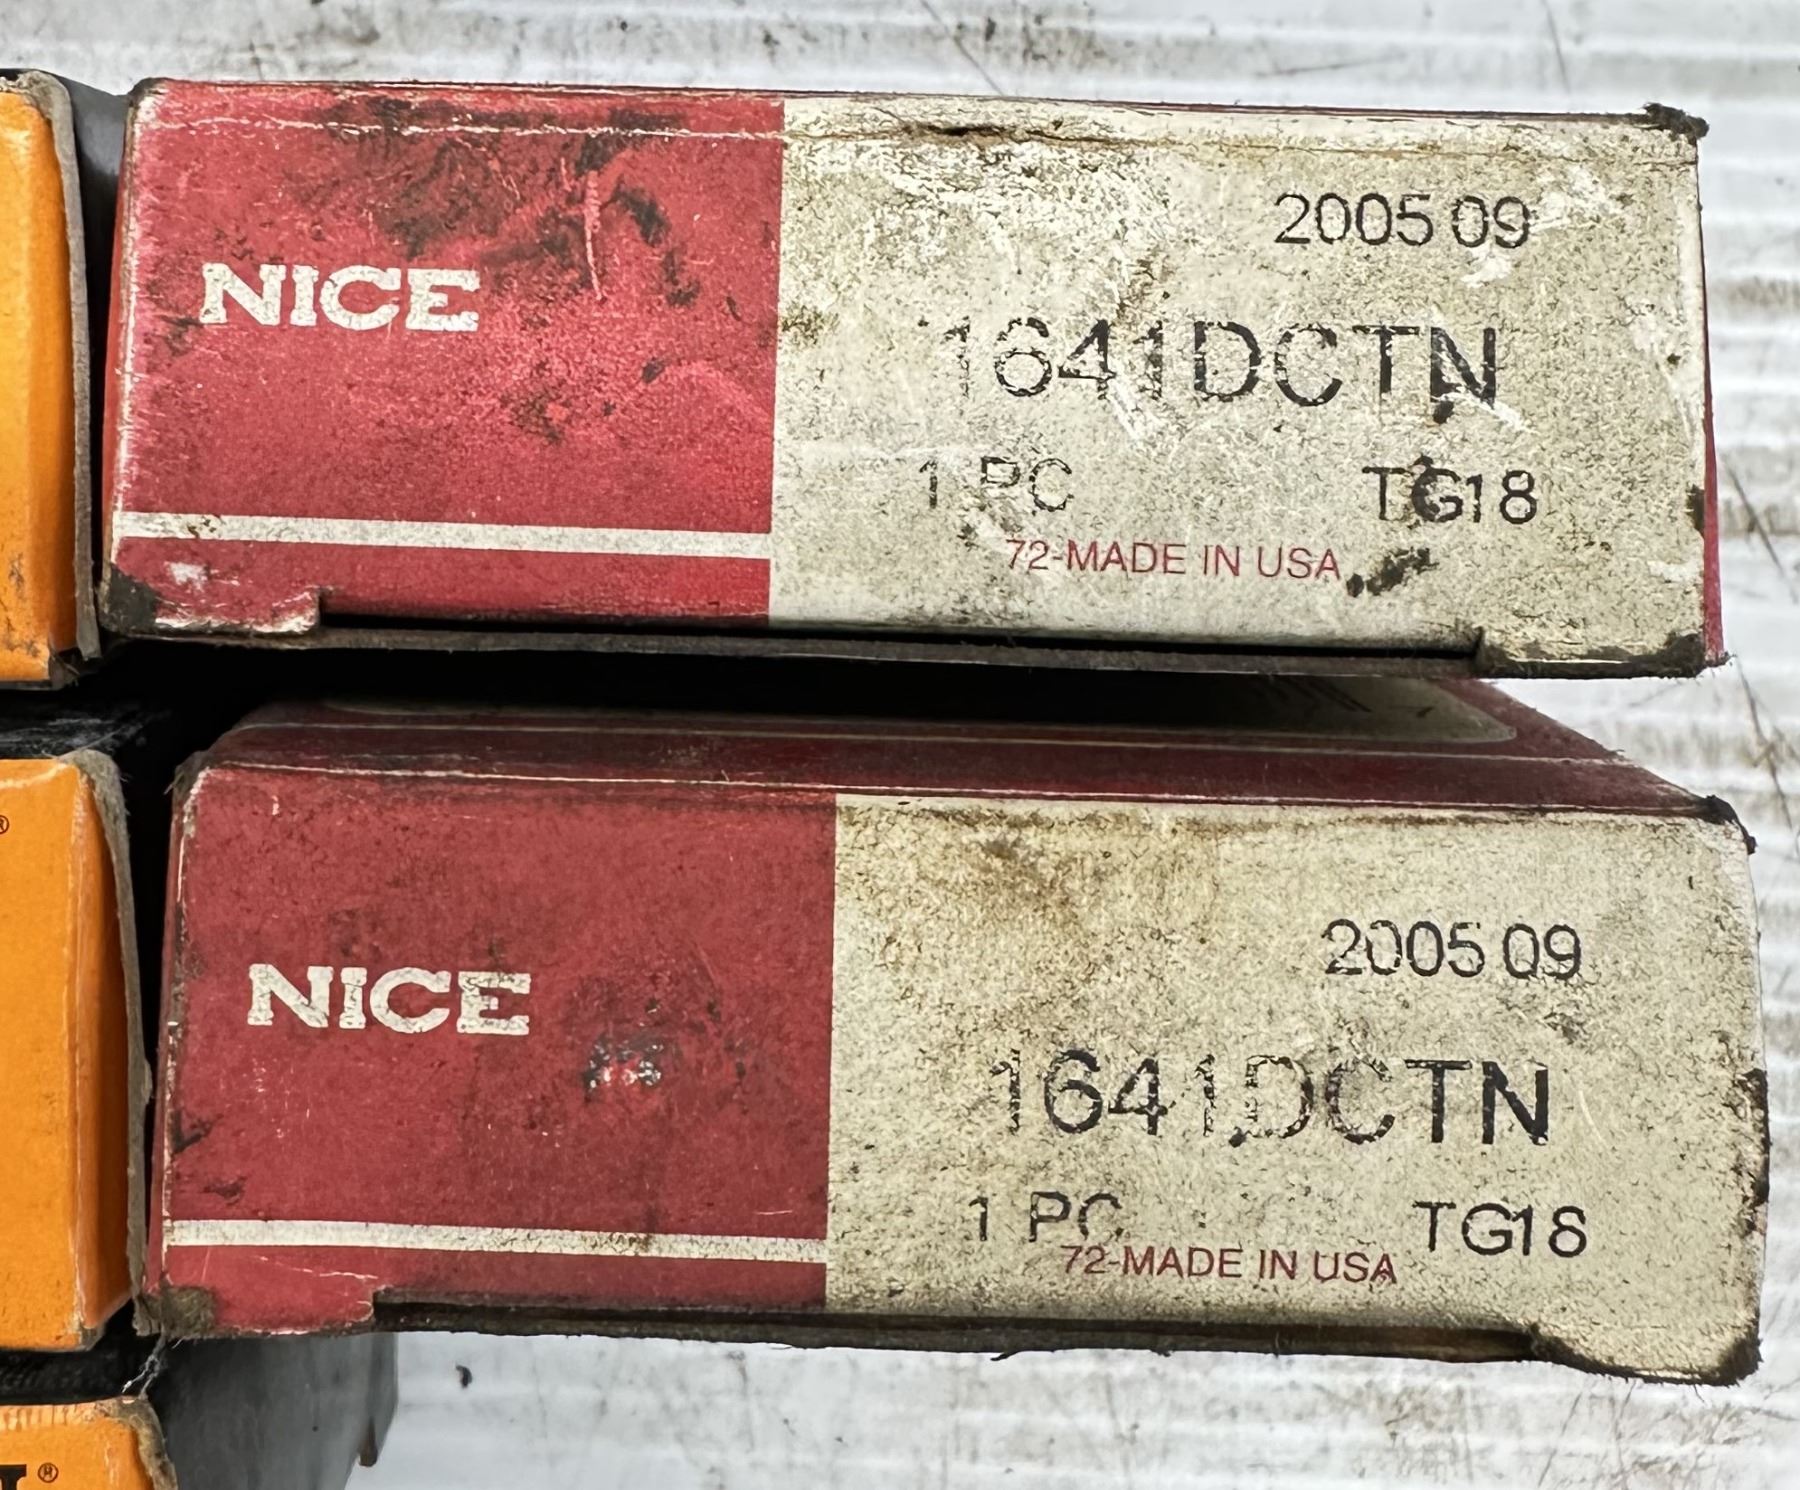 NICE
2005 09
1641DCTN
1 PC TG18
72-MADE IN USA
®
NICE
2005 09
1641DCTN
1 PC TG18
72-MADE IN USA
®